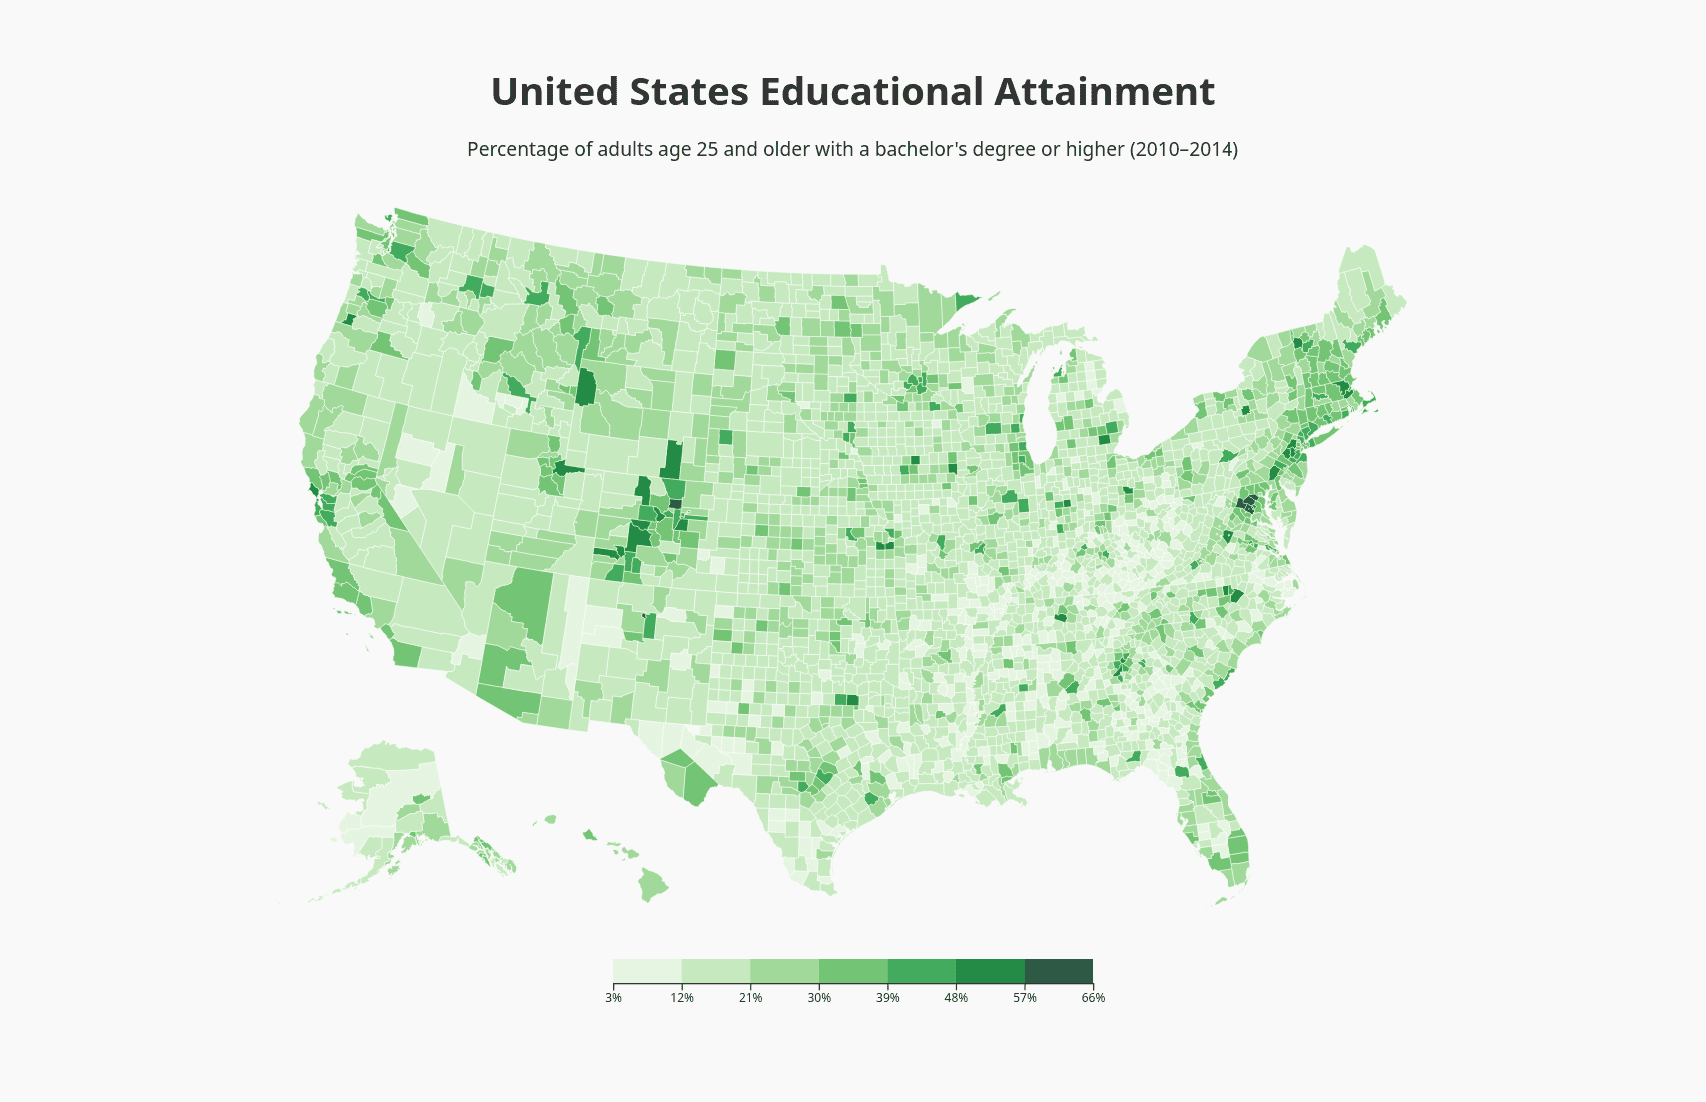 United States Educational Attainment
Percentage of adults age 25 and older with a bachelor's degree or higher (2010–2014)
3% 12% 21% 30% 39% 48% 57% 66%